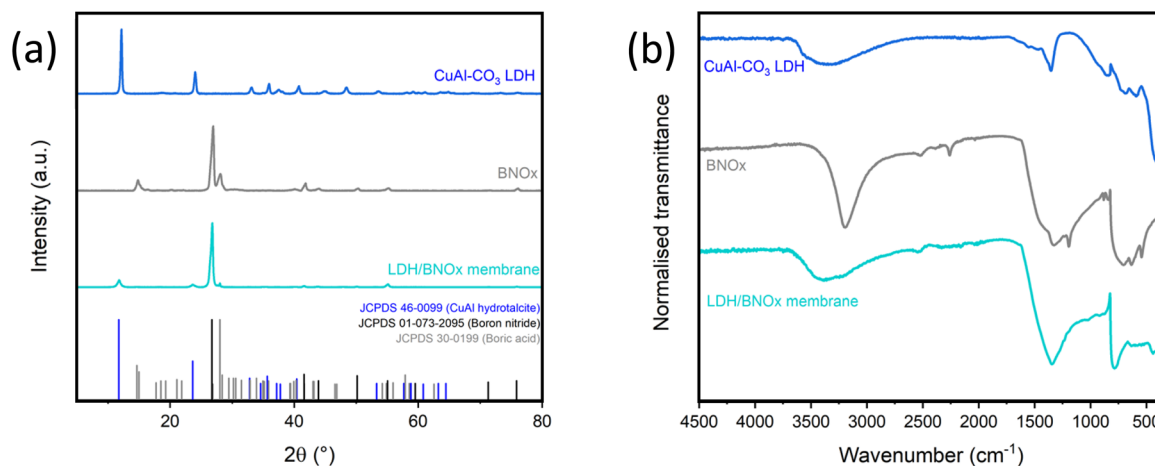 (a)
CuAl-CO₃ LDH
BNOx
LDH/BNOx membrane
JCPDS 46-0099 (CuAl hydrotalcite)
JCPDS 01-073-2095 (Boron nitride)
JCPDS 30-0199 (Boric acid)
Intensity (a.u.)
20 40 60 80
2θ (°)
(b)
CuAl-CO₃ LDH
BNOx
LDH/BNOx membrane
Normalised transmittance
4500 4000 3500 3000 2500 2000 1500 1000 500
Wavenumber (cm⁻¹)